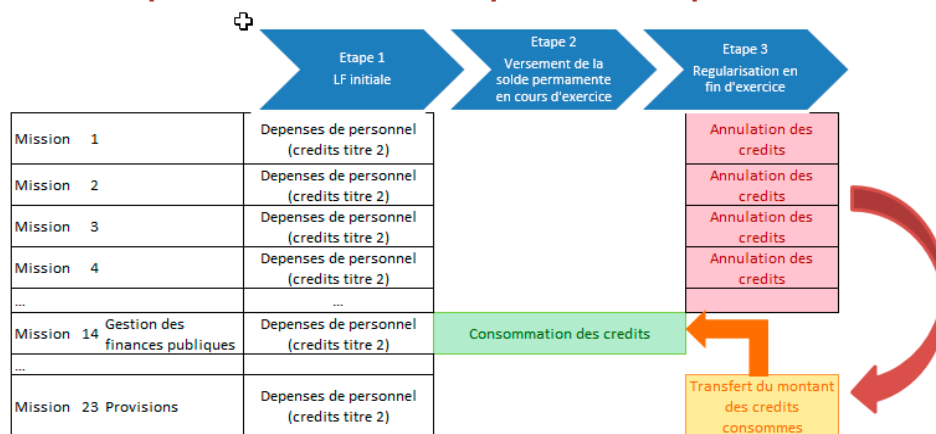 Etape 1
LF initiale
Etape 2
Versement de la
solde permamente
en cours d'exercice
Etape 3
Regularisation en
fin d'exercice
Mission 1
Depenses de personnel
(credits titre 2)
Annulation des
credits
Mission 2
Depenses de personnel
(credits titre 2)
Annulation des
credits
Mission 3
Depenses de personnel
(credits titre 2)
Annulation des
credits
Mission 4
Depenses de personnel
(credits titre 2)
Annulation des
credits
...
...
Mission 14 Gestion des
finances publiques
Depenses de personnel
(credits titre 2)
Consommation des credits
...
Mission 23 Provisions
Depenses de personnel
(credits titre 2)
Transfert du montant
des credits
consommes